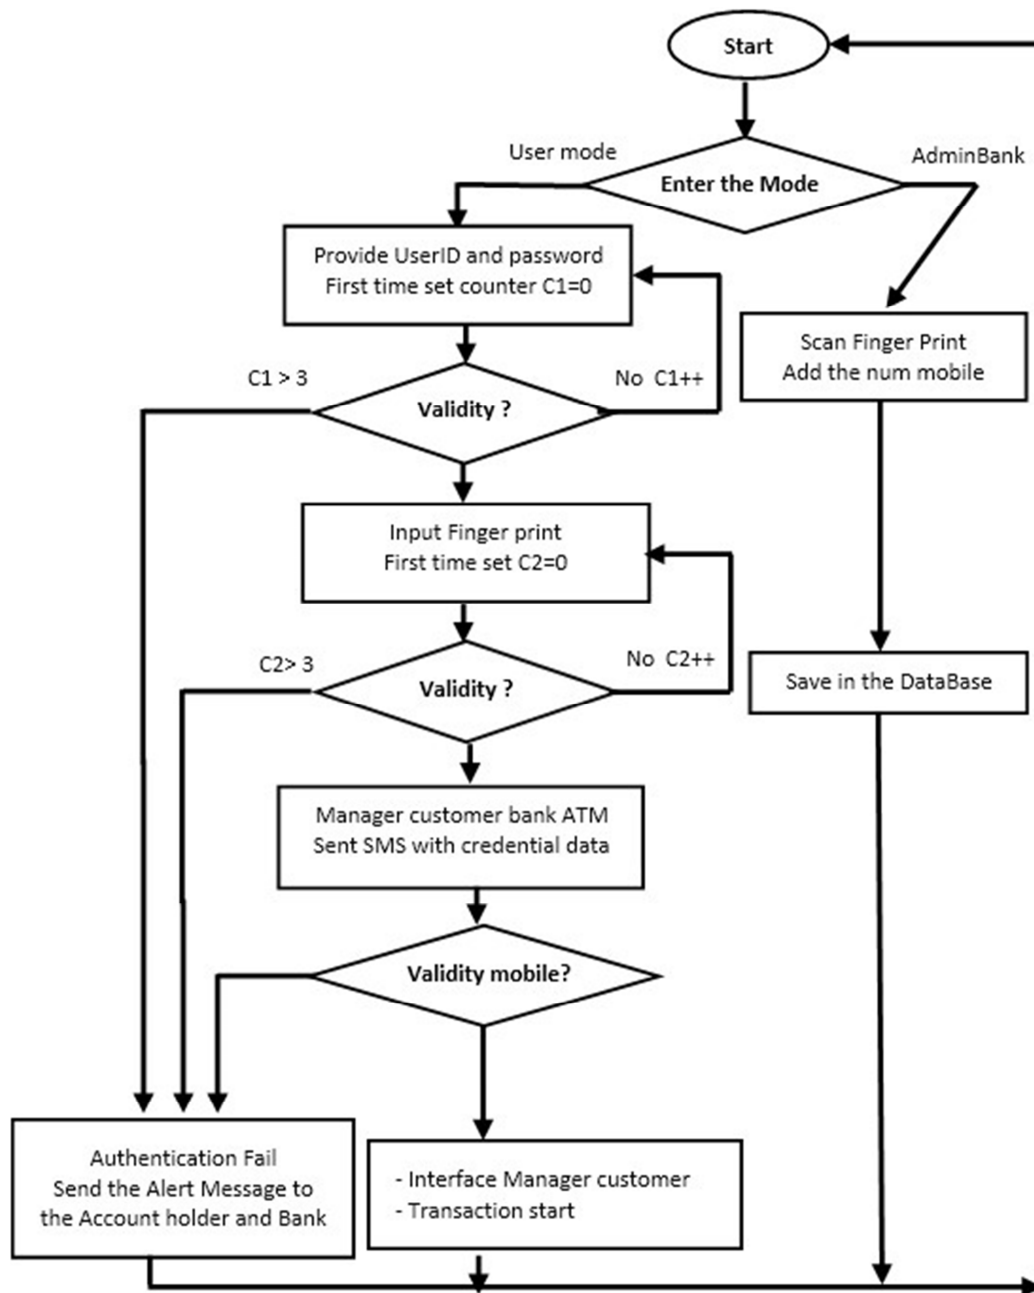 Start
User mode
AdminBank
Enter the Mode
Provide UserID and password
First time set counter C1=0
Scan Finger Print
Add the num mobile
C1 > 3
No  C1++
Validity ?
Input Finger print
First time set C2=0
C2> 3
No  C2++
Validity ?
Save in the DataBase
Manager customer bank ATM
Sent SMS with credential data
Validity mobile?
Authentication Fail
Send the Alert Message to
the Account holder and Bank
- Interface Manager customer
- Transaction start